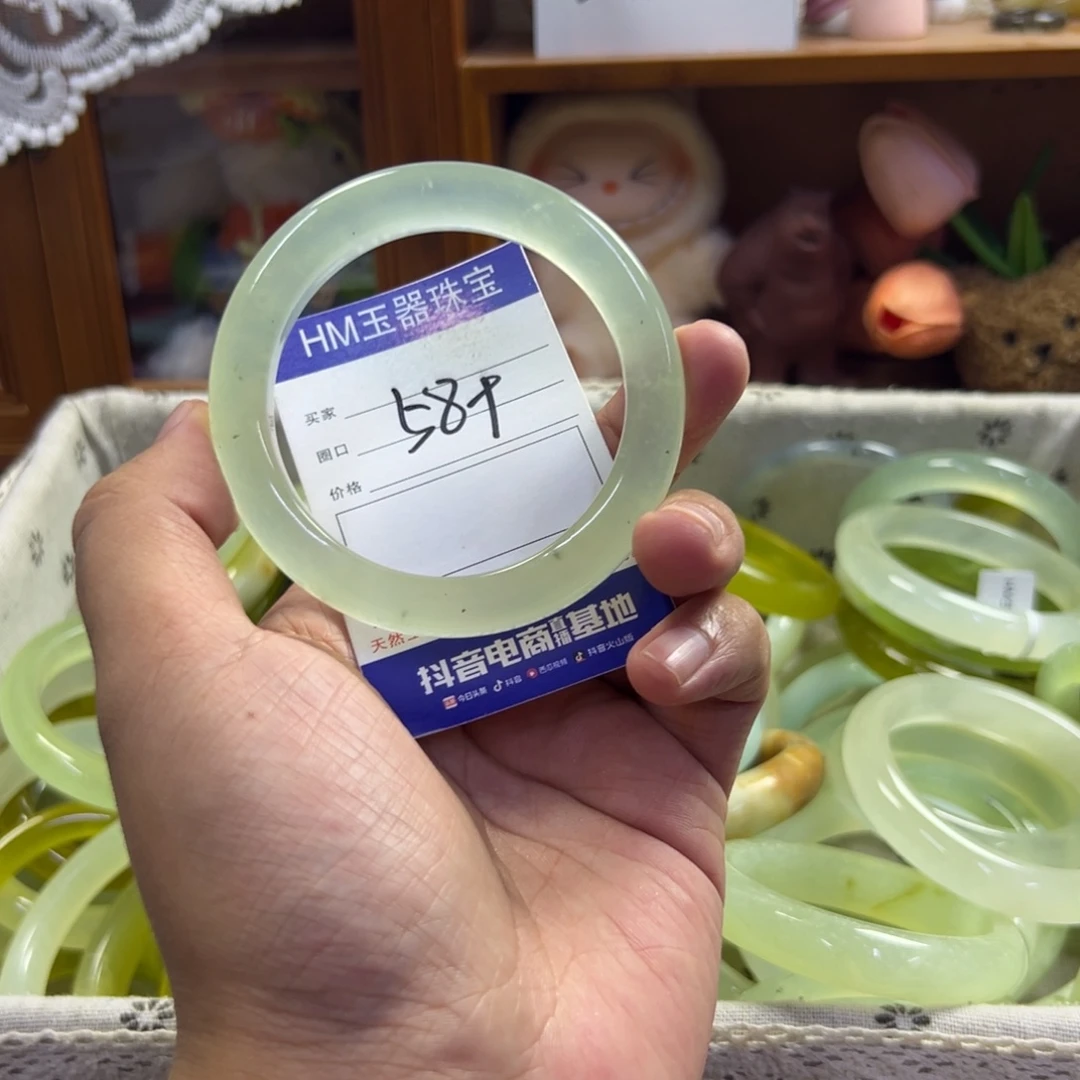 HM玉器珠宝
买家
58+
圈口
价格
天然
抖音电商直播基地
今日头条 抖音 西瓜视频 抖音火山版